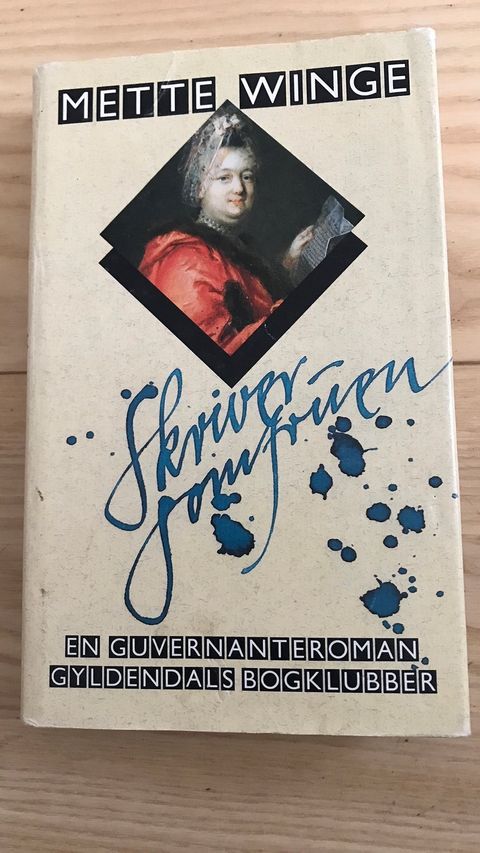 METTE WINGE
Skriver
jomfruen
EN GUVERNANTEROMAN
GYLDENDALS BOGKLUBBER